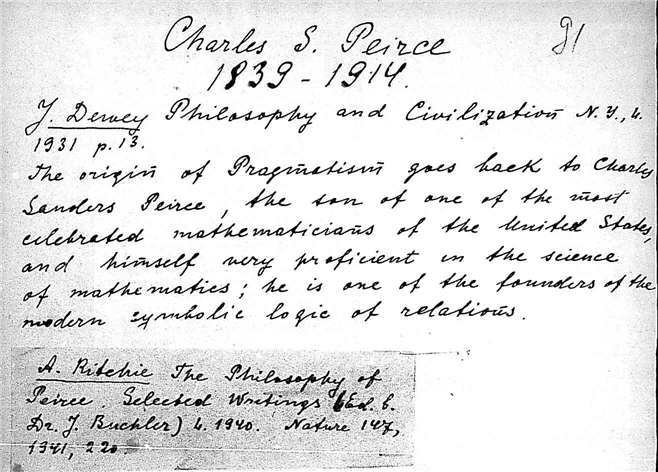 Charles S. Peirce
91
1839 - 1914.
J. Dewey Philosophy and Civilization N.Y., L.
1931 p. 13.
The origin of Pragmatism goes back to Charles
Sanders Peirce, the son of one of the most
celebrated mathematicians of the United States,
and himself very proficient in the science
of mathematics; he is one of the founders of the
modern symbolic logic of relations.
A. Ritchie The Philosophy of
Peirce. Selected Writings (Ed. b.
Dr. J. Buchler) L. 1940. Nature 147,
1941, 220.